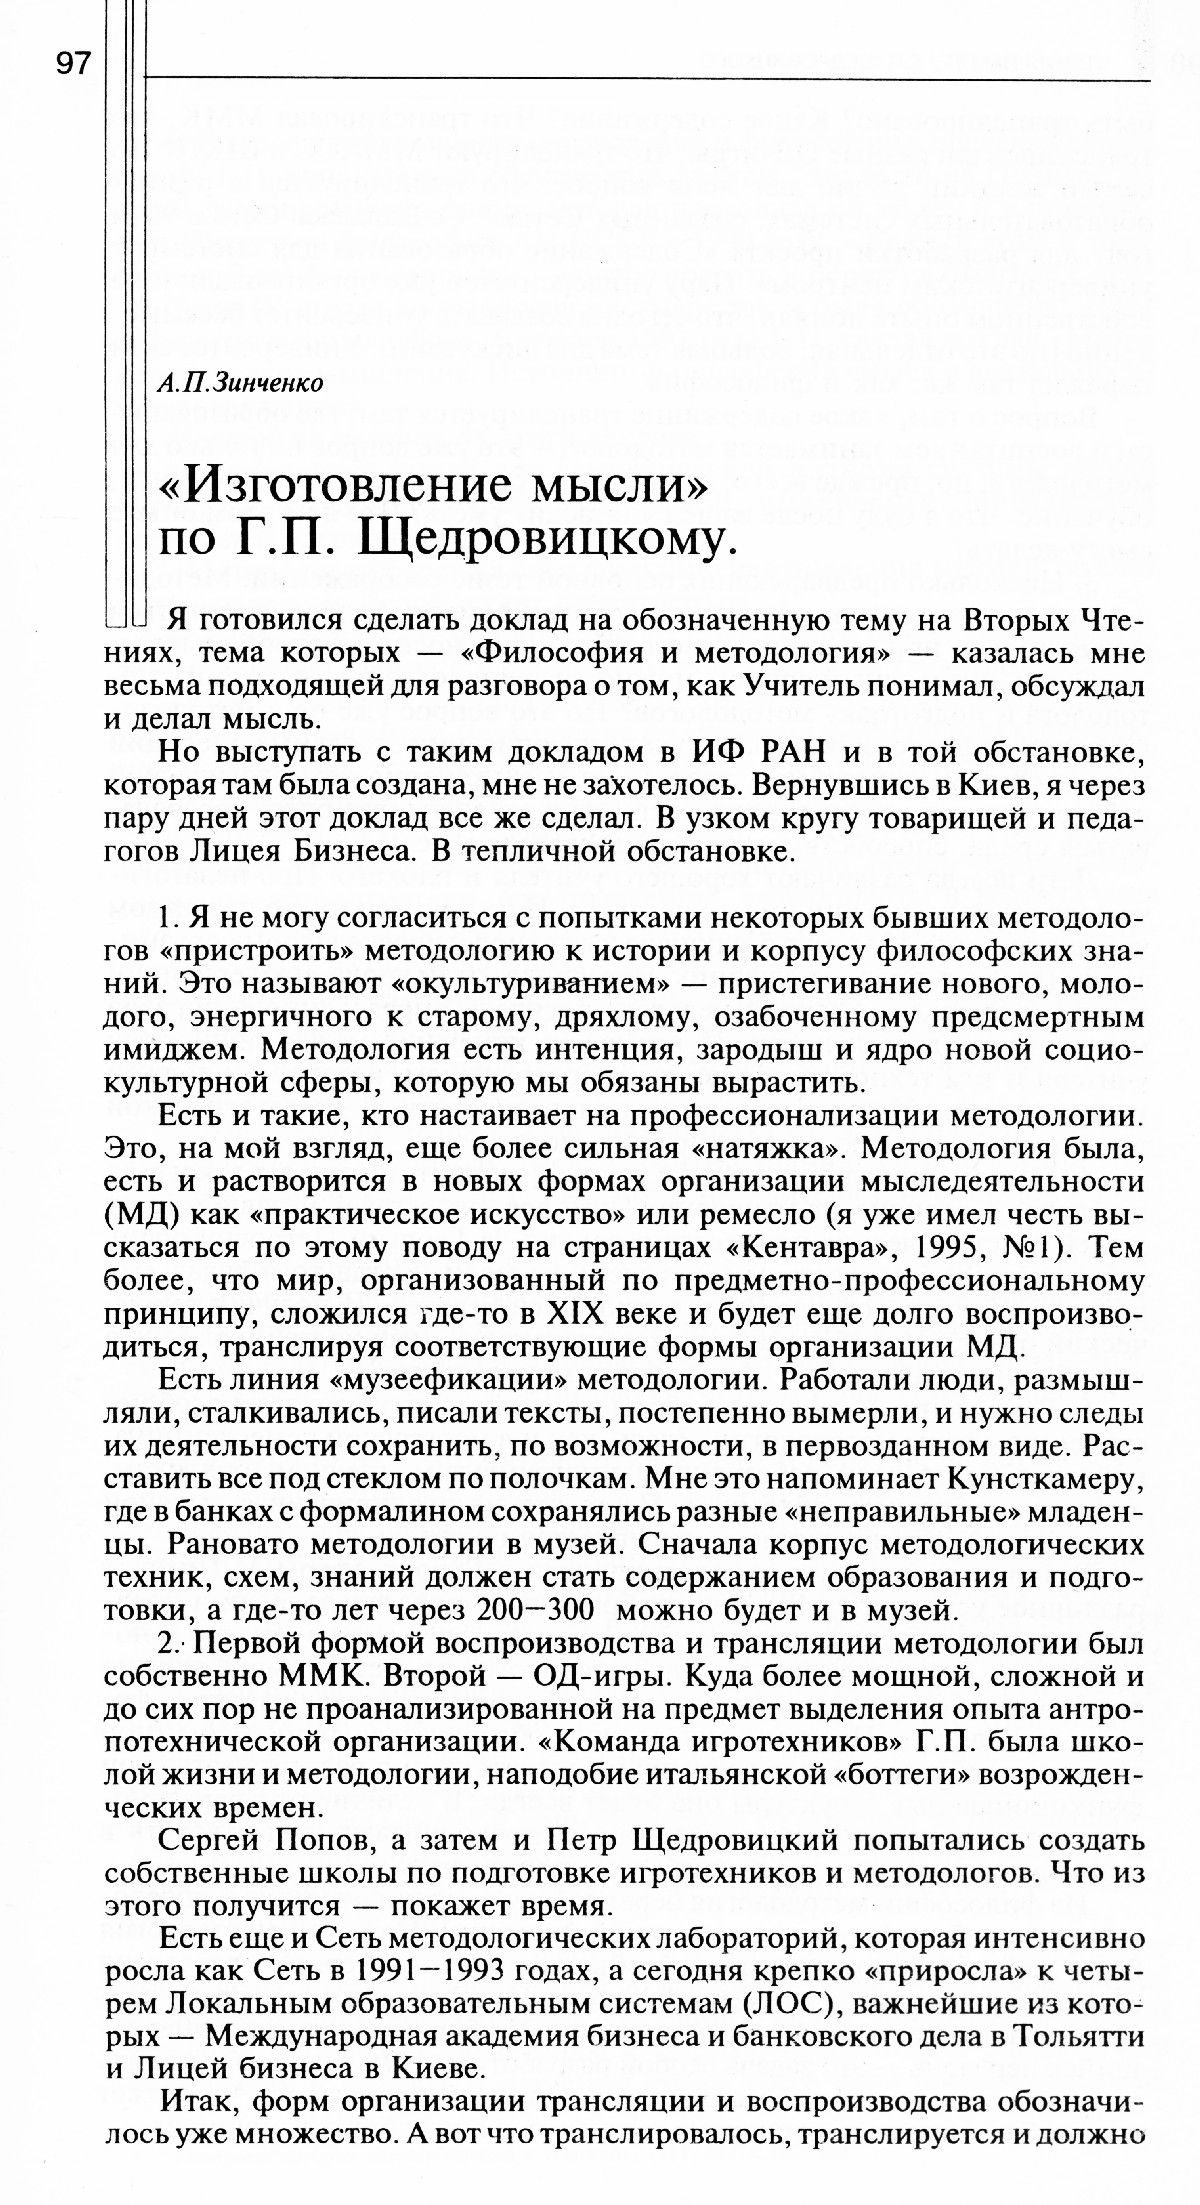 97
А.П.Зинченко
«Изготовление мысли»
по Г.П. Щедровицкому.
Я готовился сделать доклад на обозначенную тему на Вторых Чте-
ниях, тема которых — «Философия и методология» — казалась мне
весьма подходящей для разговора о том, как Учитель понимал, обсуждал
и делал мысль.
Но выступать с таким докладом в ИФ РАН и в той обстановке,
которая там была создана, мне не захотелось. Вернувшись в Киев, я через
пару дней этот доклад все же сделал. В узком кругу товарищей и педа-
гогов Лицея Бизнеса. В тепличной обстановке.
1. Я не могу согласиться с попытками некоторых бывших методоло-
гов «пристроить» методологию к истории и корпусу философских зна-
ний. Это называют «окультуриванием» — пристегивание нового, моло-
дого, энергичного к старому, дряхлому, озабоченному предсмертным
имиджем. Методология есть интенция, зародыш и ядро новой социо-
культурной сферы, которую мы обязаны вырастить.
Есть и такие, кто настаивает на профессионализации методологии.
Это, на мой взгляд, еще более сильная «натяжка». Методология была,
есть и растворится в новых формах организации мыследеятельности
(МД) как «практическое искусство» или ремесло (я уже имел честь вы-
сказаться по этому поводу на страницах «Кентавра», 1995, №1). Тем
более, что мир, организованный по предметно-профессиональному
принципу, сложился где-то в XIX веке и будет еще долго воспроизво-
диться, транслируя соответствующие формы организации МД.
Есть линия «музеефикации» методологии. Работали люди, размыш-
ляли, сталкивались, писали тексты, постепенно вымерли, и нужно следы
их деятельности сохранить, по возможности, в первозданном виде. Рас-
ставить все под стеклом по полочкам. Мне это напоминает Кунсткамеру,
где в банках с формалином сохранялись разные «неправильные» младен-
цы. Рановато методологии в музей. Сначала корпус методологических
техник, схем, знаний должен стать содержанием образования и подго-
товки, а где-то лет через 200—300 можно будет и в музей.
2. Первой формой воспроизводства и трансляции методологии был
собственно ММК. Второй — ОД-игры. Куда более мощной, сложной и
до сих пор не проанализированной на предмет выделения опыта антро-
потехнической организации. «Команда игротехников» Г.П. была шко-
лой жизни и методологии, наподобие итальянской «боттеги» возрожден-
ческих времен.
Сергей Попов, а затем и Петр Щедровицкий попытались создать
собственные школы по подготовке игротехников и методологов. Что из
этого получится — покажет время.
Есть еще и Сеть методологических лабораторий, которая интенсивно
росла как Сеть в 1991—1993 годах, а сегодня крепко «приросла» к четы-
рем Локальным образовательным системам (ЛОС), важнейшие из кото-
рых — Международная академия бизнеса и банковского дела в Тольятти
и Лицей бизнеса в Киеве.
Итак, форм организации трансляции и воспроизводства обозначи-
лось уже множество. А вот что транслировалось, транслируется и должно